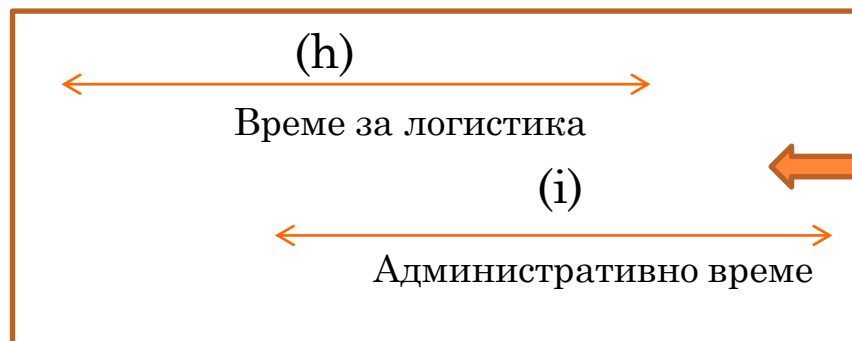 (h)
Време за логистика
(i)
Административно време